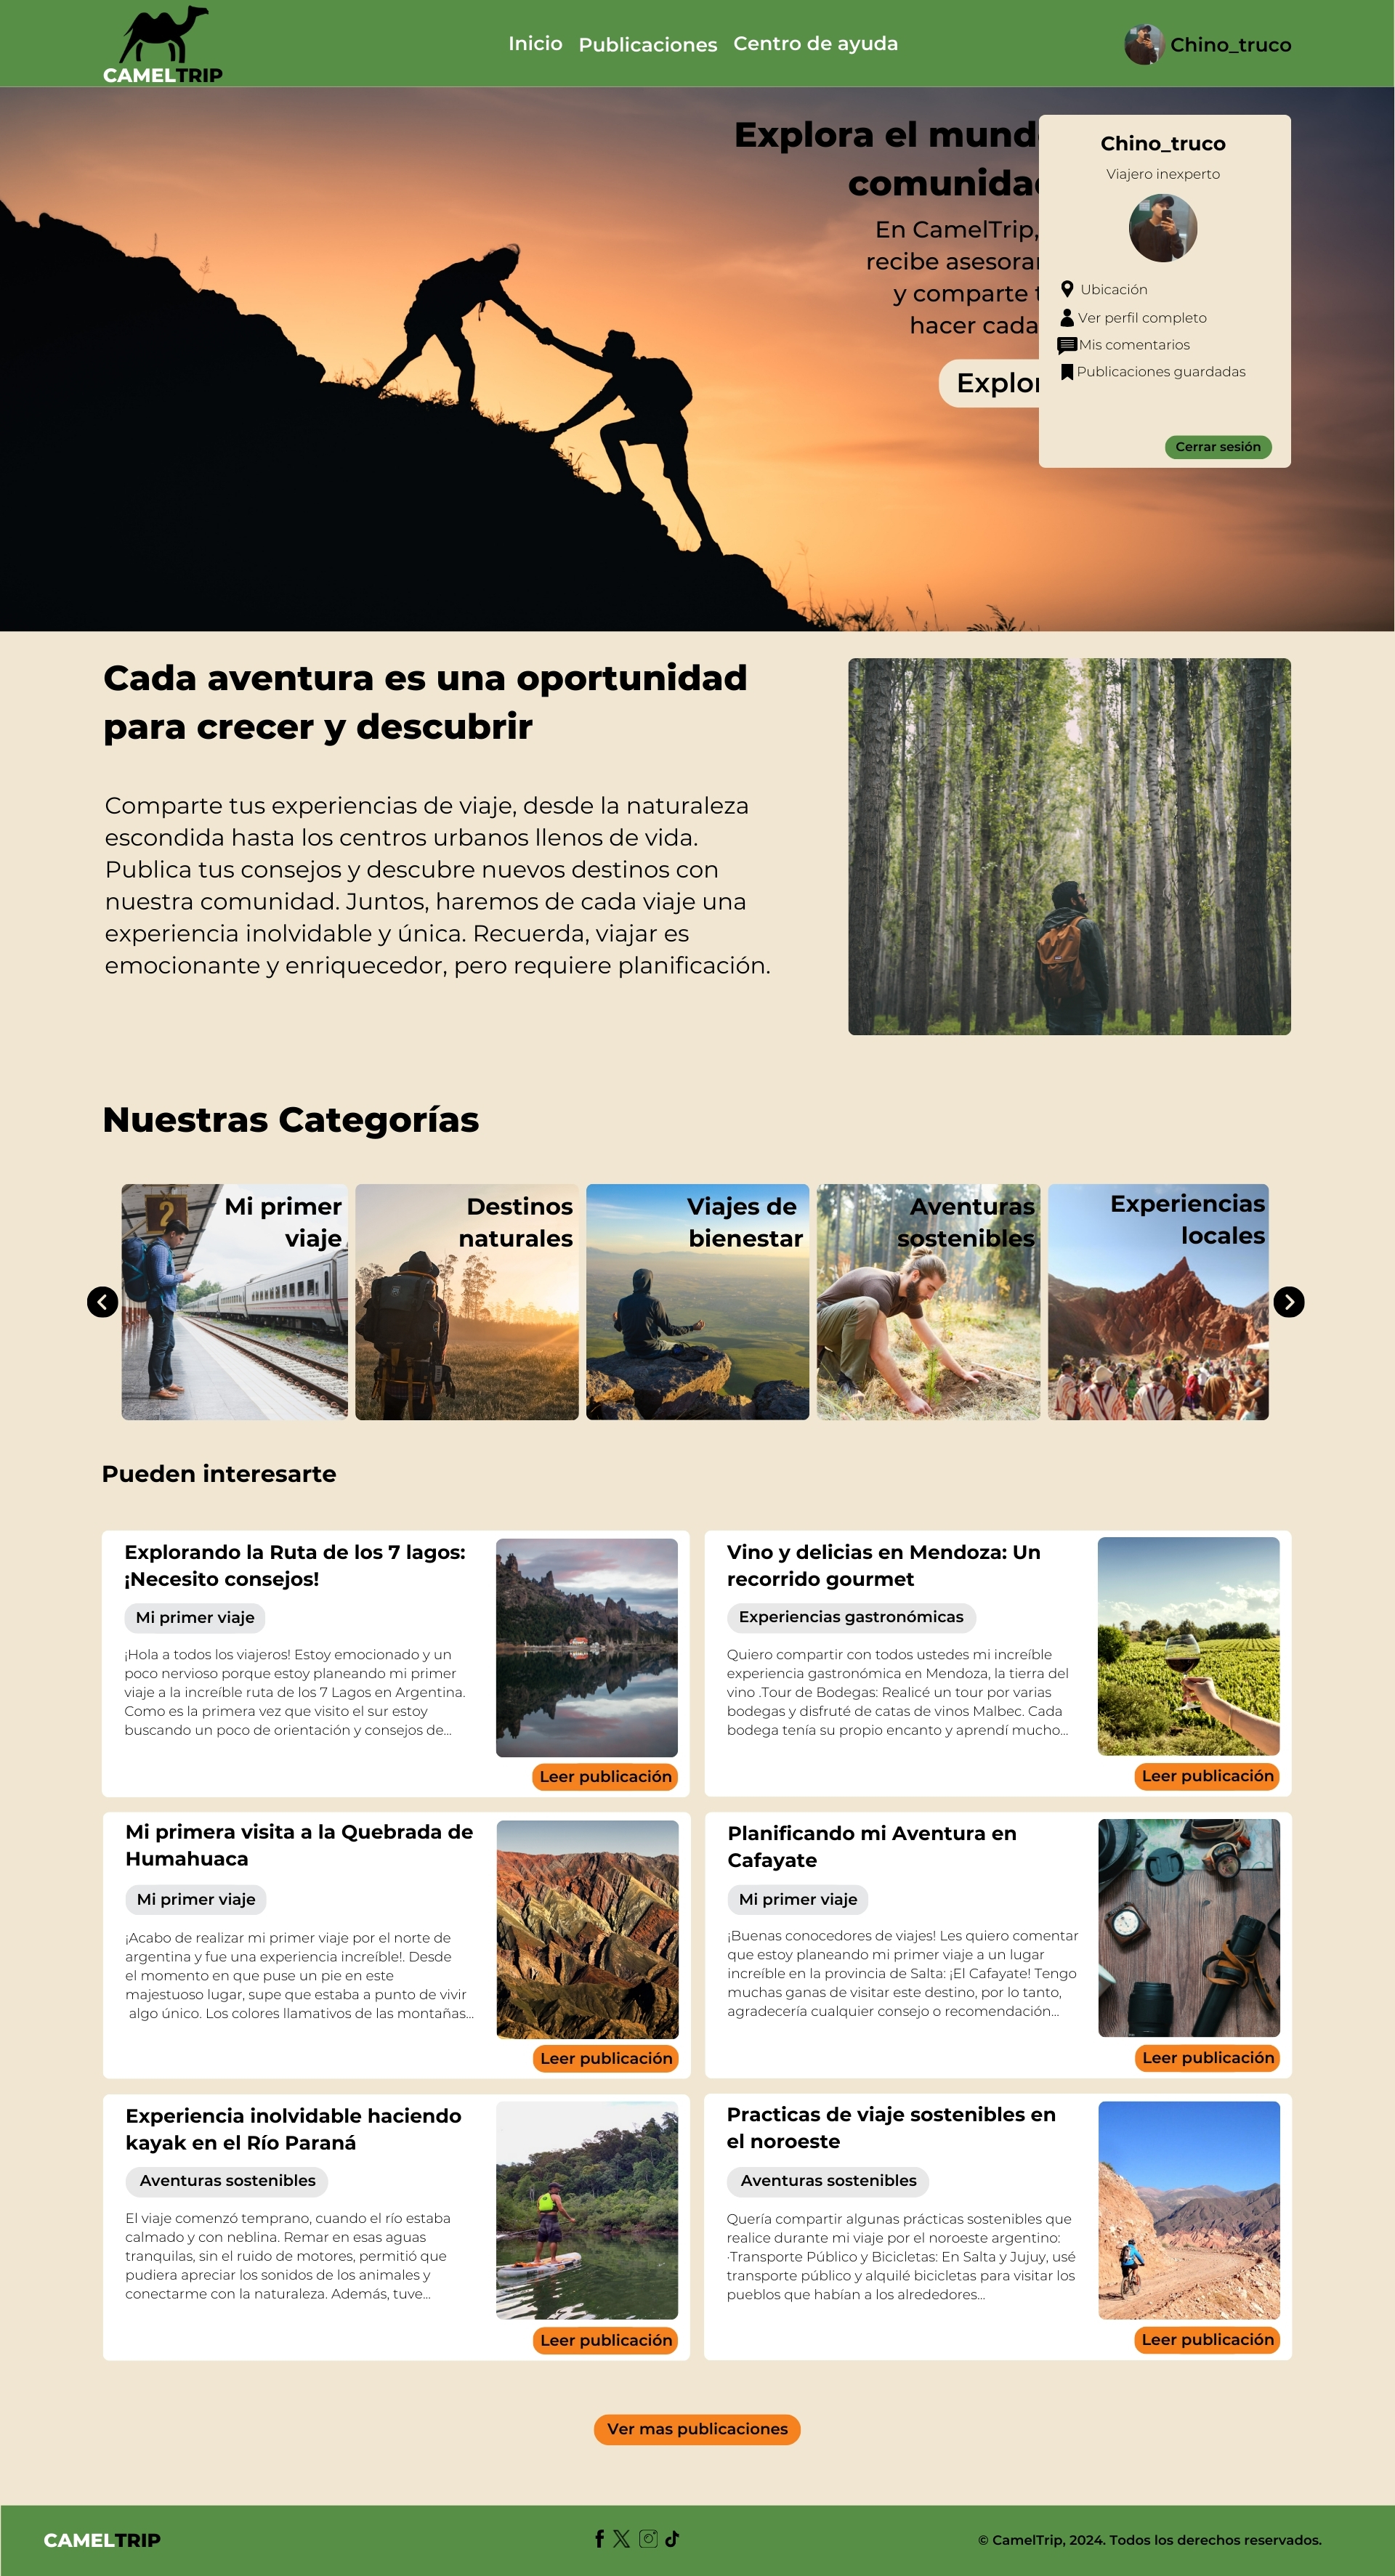 CAMELTRIP
Inicio Publicaciones Centro de ayuda
Chino_truco
Explora el mund
comunida
En CamelTrip,
recibe asesora
y comparte
hacer cada
Explo
Chino_truco
Viajero inexperto
Ubicación
Ver perfil completo
Mis comentarios
Publicaciones guardadas
Cerrar sesión
Cada aventura es una oportunidad
para crecer y descubrir
Comparte tus experiencias de viaje, desde la naturaleza
escondida hasta los centros urbanos llenos de vida.
Publica tus consejos y descubre nuevos destinos con
nuestra comunidad. Juntos, haremos de cada viaje una
experiencia inolvidable y única. Recuerda, viajar es
emocionante y enriquecedor, pero requiere planificación.
Nuestras Categorías
2
Mi primer
viaje
Destinos
naturales
Viajes de
bienestar
Aventuras
sostenibles
Experiencias
locales
Pueden interesarte
Explorando la Ruta de los 7 lagos:
¡Necesito consejos!
Mi primer viaje
¡Hola a todos los viajeros! Estoy emocionado y un
poco nervioso porque estoy planeando mi primer
viaje a la increíble ruta de los 7 Lagos en Argentina.
Como es la primera vez que visito el sur estoy
buscando un poco de orientación y consejos de...
Leer publicación
Vino y delicias en Mendoza: Un
recorrido gourmet
Experiencias gastronómicas
Quiero compartir con todos ustedes mi increíble
experiencia gastronómica en Mendoza, la tierra del
vino .Tour de Bodegas: Realicé un tour por varias
bodegas y disfruté de catas de vinos Malbec. Cada
bodega tenía su propio encanto y aprendí mucho...
Leer publicación
Mi primera visita a la Quebrada de
Humahuaca
Mi primer viaje
¡Acabo de realizar mi primer viaje por el norte de
argentina y fue una experiencia increíble!. Desde
el momento en que puse un pie en este
majestuoso lugar, supe que estaba a punto de vivir
algo único. Los colores llamativos de las montañas...
Leer publicación
Planificando mi Aventura en
Cafayate
Mi primer viaje
¡Buenas conocedores de viajes! Les quiero comentar
que estoy planeando mi primer viaje a un lugar
increíble en la provincia de Salta: ¡El Cafayate! Tengo
muchas ganas de visitar este destino, por lo tanto,
agradecería cualquier consejo o recomendación...
Leer publicación
Experiencia inolvidable haciendo
kayak en el Río Paraná
Aventuras sostenibles
El viaje comenzó temprano, cuando el río estaba
calmado y con neblina. Remar en esas aguas
tranquilas, sin el ruido de motores, permitió que
pudiera apreciar los sonidos de los animales y
conectarme con la naturaleza. Además, tuve...
Leer publicación
Practicas de viaje sostenibles en
el noroeste
Aventuras sostenibles
Quería compartir algunas prácticas sostenibles que
realice durante mi viaje por el noroeste argentino:
·Transporte Público y Bicicletas: En Salta y Jujuy, usé
transporte público y alquilé bicicletas para visitar los
pueblos que habían a los alrededores...
Leer publicación
Ver mas publicaciones
CAMELTRIP
© CamelTrip, 2024. Todos los derechos reservados.